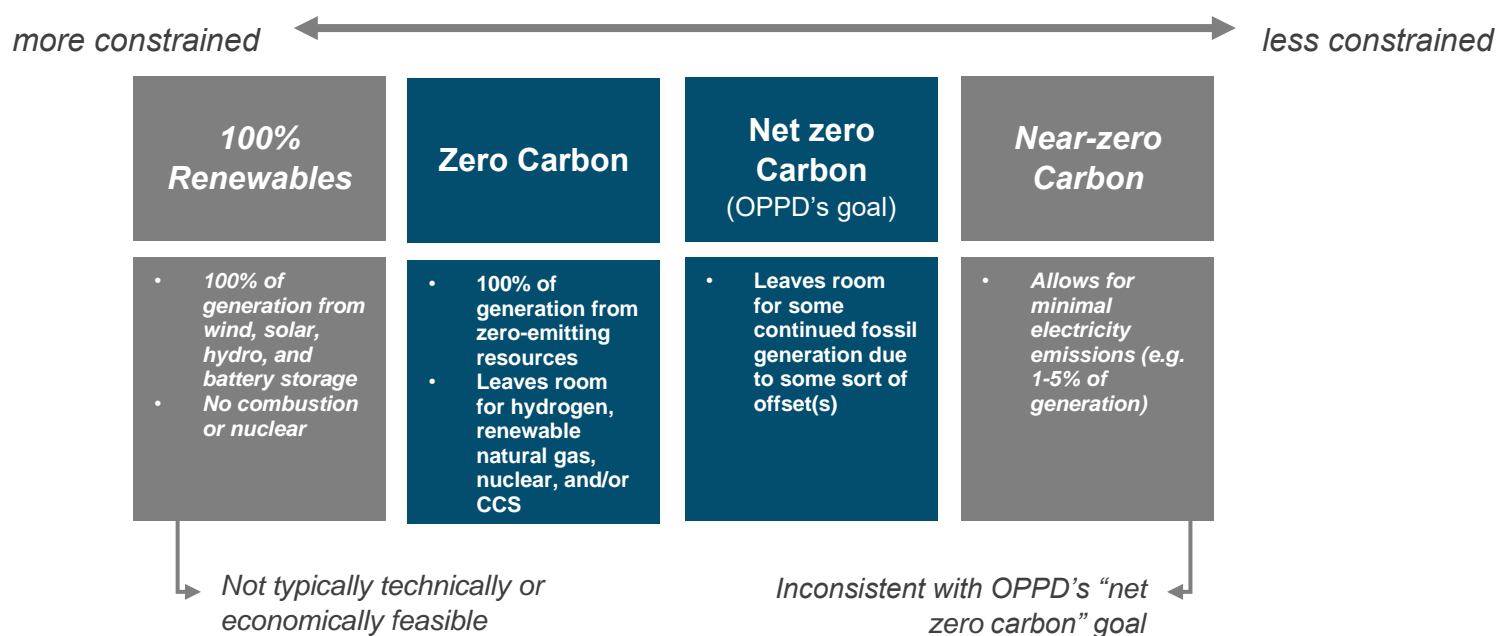 more constrained
less constrained
100%
Renewables
Zero Carbon
Net zero
Carbon
(OPPD’s goal)
Near-zero
Carbon
• 100% of
generation from
wind, solar,
hydro, and
battery storage
• No combustion
or nuclear
• 100% of
generation from
zero-emitting
resources
• Leaves room
for hydrogen,
renewable
natural gas,
nuclear, and/or
CCS
• Leaves room
for some
continued fossil
generation due
to some sort of
offset(s)
• Allows for
minimal
electricity
emissions (e.g.
1-5% of
generation)
Not typically technically or
economically feasible
Inconsistent with OPPD’s “net
zero carbon” goal